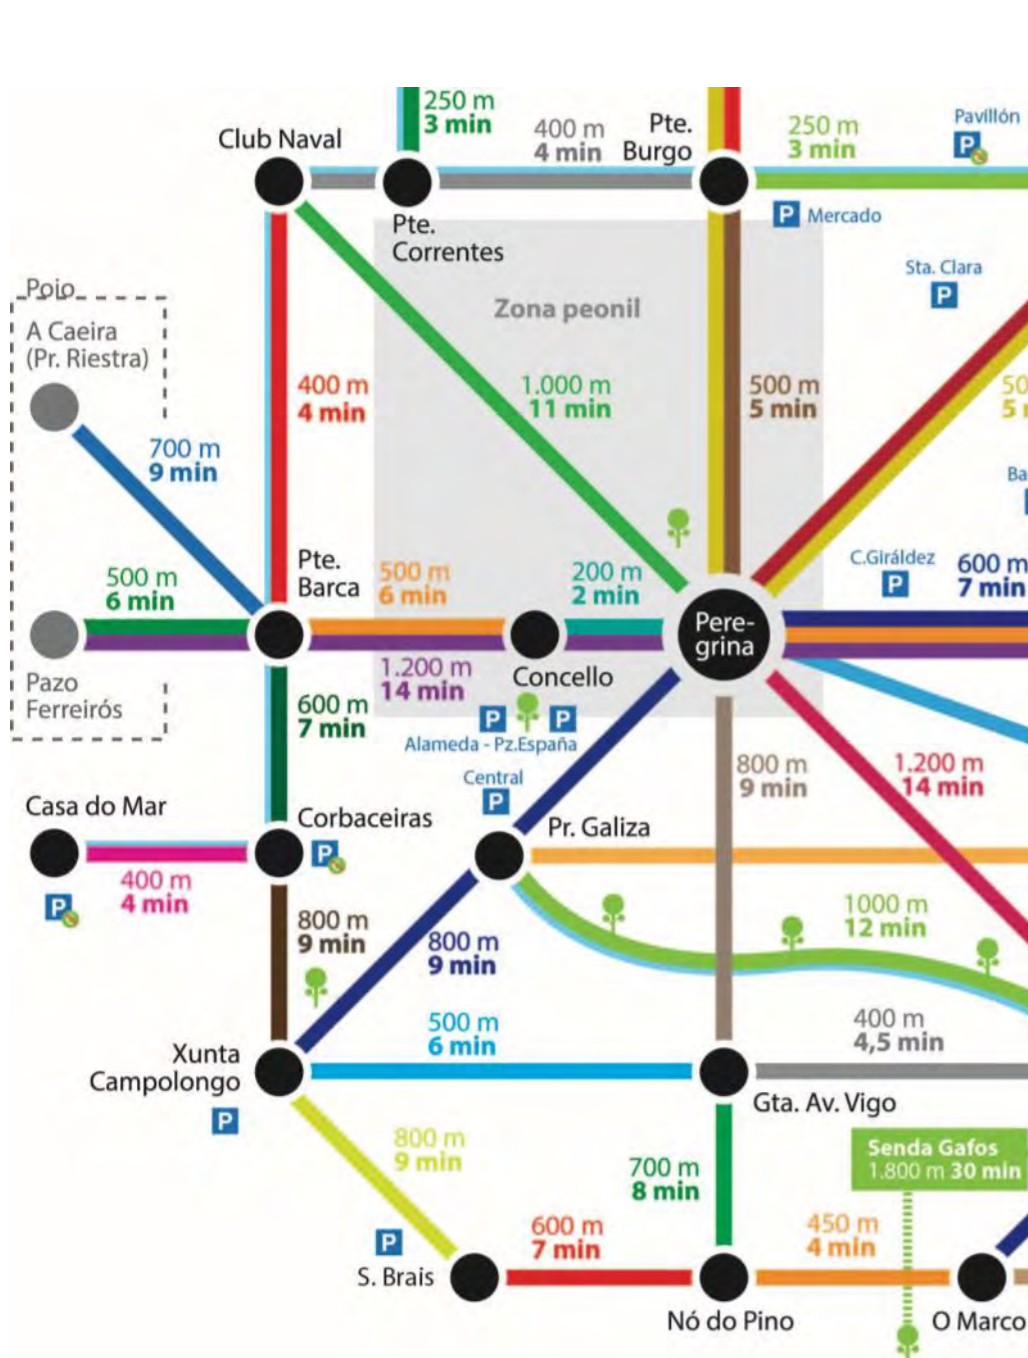 250 m
3 min
Club Naval
400 m
4 min
Pte.
Burgo
250 m
3 min
Pavillón
P
P Mercado
Pte.
Correntes
Sta. Clara
P
Zona peonil
Poio
A Caeira
(Pr. Riestra)
400 m
4 min
1.000 m
11 min
500 m
5 min
50
5
700 m
9 min
Ba
C.Giráldez
P
600 m
7 min
Pte.
Barca
500 m
6 min
500 m
6 min
200 m
2 min
Pere-
grina
1.200 m
14 min
Concello
Pazo
Ferreirós
600 m
7 min
P P
Alameda - Pz.España
Central
P
800 m
9 min
1.200 m
14 min
Casa do Mar
Corbaceiras
P
Pr. Galiza
400 m
4 min
P
800 m
9 min
800 m
9 min
1000 m
12 min
500 m
6 min
400 m
4,5 min
Xunta
Campolongo
P
Gta. Av. Vigo
800 m
9 min
700 m
8 min
Senda Gafos
1.800 m 30 min
P
S. Brais
600 m
7 min
450 m
4 min
Nó do Pino
O Marco